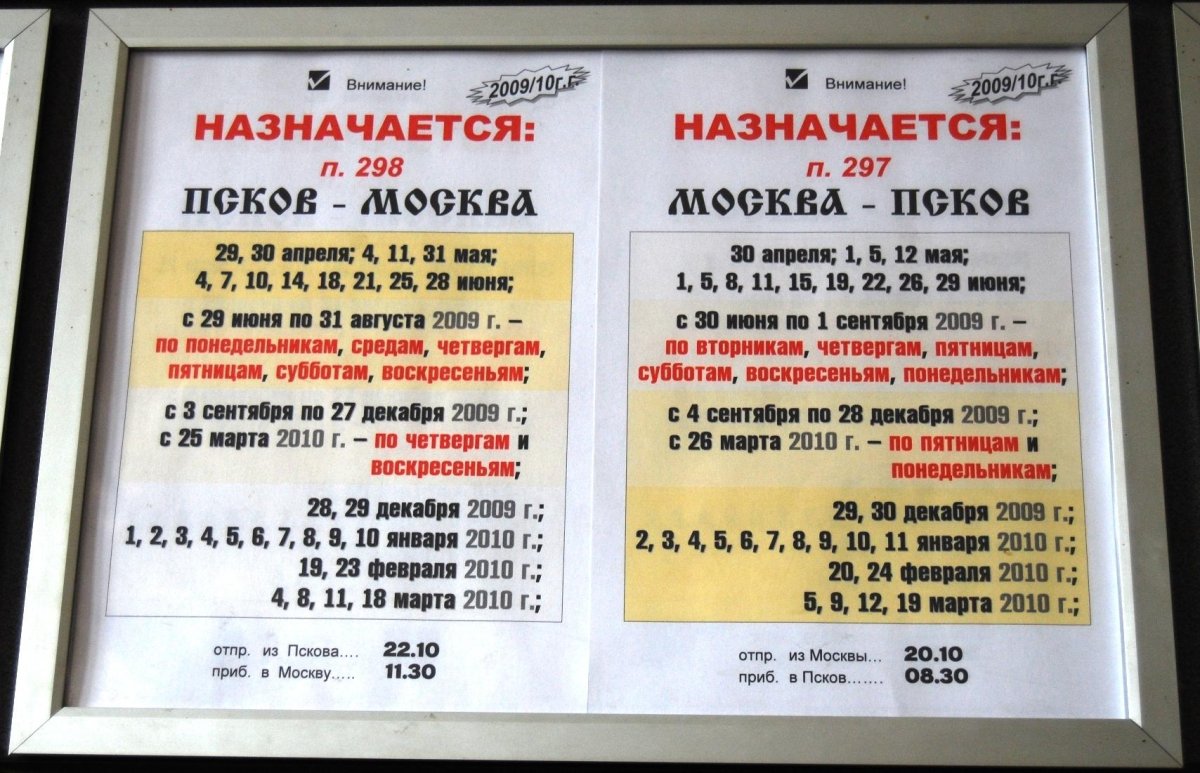 Внимание!
2009/10г.г
НАЗНАЧАЕТСЯ:
п. 298
ПСКОВ - МОСКВА
29, 30 апреля; 4, 11, 31 мая;
4, 7, 10, 14, 18, 21, 25, 28 июня;
с 29 июня по 31 августа 2009 г. –
по понедельникам, средам, четвергам,
пятницам, субботам, воскресеньям;
с 3 сентября по 27 декабря 2009 г.;
с 25 марта 2010 г. – по четвергам и
воскресеньям;
28, 29 декабря 2009 г.;
1, 2, 3, 4, 5, 6, 7, 8, 9, 10 января 2010 г.;
19, 23 февраля 2010 г.;
4, 8, 11, 18 марта 2010 г.;
отпр. из Пскова.... 22.10
приб. в Москву..... 11.30
Внимание!
2009/10г.г
НАЗНАЧАЕТСЯ:
п. 297
МОСКВА - ПСКОВ
30 апреля; 1, 5, 12 мая;
1, 5, 8, 11, 15, 19, 22, 26, 29 июня;
с 30 июня по 1 сентября 2009 г. –
по вторникам, четвергам, пятницам,
субботам, воскресеньям, понедельникам;
с 4 сентября по 28 декабря 2009 г.;
с 26 марта 2010 г. – по пятницам и
понедельникам;
29, 30 декабря 2009 г.;
2, 3, 4, 5, 6, 7, 8, 9, 10, 11 января 2010 г.;
20, 24 февраля 2010 г.;
5, 9, 12, 19 марта 2010 г.;
отпр. из Москвы... 20.10
приб. в Псков....... 08.30